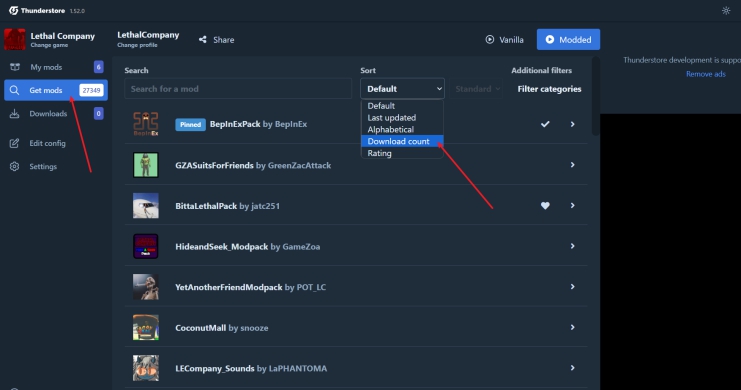 Thunderstore 1.52.0
Lethal Company
Change game
LethalCompany
Change profile
Share
Vanilla
Modded
My mods 6
Get mods 27349
Downloads 0
Edit config
Settings
Search
Search for a mod
Sort
Default
Standard
Additional filters
Filter categories
Default
Last updated
Alphabetical
Download count
Rating
BepInEx
Pinned BepInExPack by BepInEx
GZASuitsForFriends by GreenZacAttack
BittaLethalPack by jatc251
HideandSeek_Modpack by GameZoa
YetAnotherFriendModpack by POT_LC
CoconutMall by snooze
LECompany_Sounds by LaPHANTOMA
Thunderstore development is suppo
Remove ads